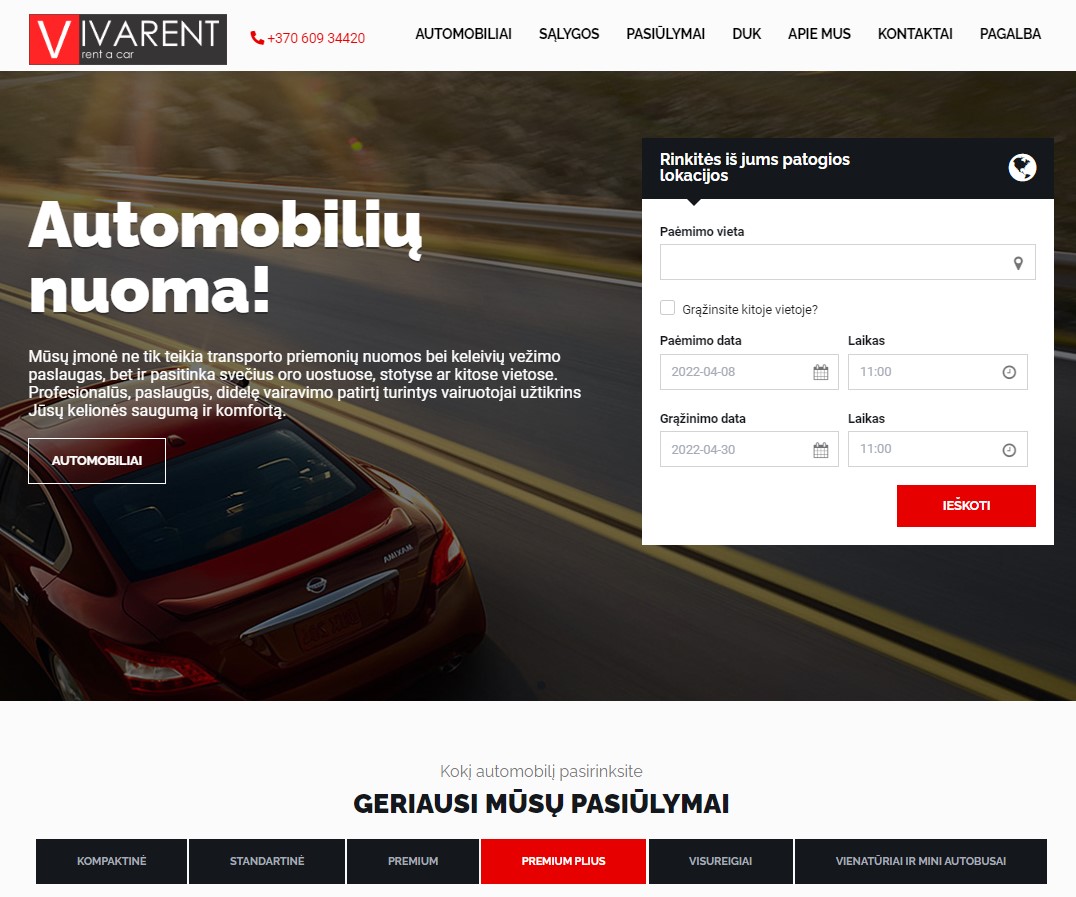 VIVARENT
rent a car
+370 609 34420
AUTOMOBILIAI SĄLYGOS PASIŪLYMAI DUK APIE MUS KONTAKTAI PAGALBA
Automobilių
nuoma!
Mūsų įmonė ne tik teikia transporto priemonių nuomos bei keleivių vežimo
paslaugas, bet ir pasitinka svečius oro uostuose, stotyse ar kitose vietose.
Profesionalūs, paslaugūs, didelę vairavimo patirtį turintys vairuotojai užtikrins
Jūsų kelionės saugumą ir komfortą.
AUTOMOBILIAI
Rinkitės iš jums patogios
lokacijos
Paėmimo vieta
Grąžinsite kitoje vietoje?
Paėmimo data Laikas
2022-04-08 11:00
Grąžinimo data Laikas
2022-04-30 11:00
IEŠKOTI
Kokį automobilį pasirinksite
GERIAUSI MŪSŲ PASIŪLYMAI
KOMPAKTINĖ STANDARTINĖ PREMIUM PREMIUM PLIUS VISUREIGIAI VIENATŪRIAI IR MINI AUTOBUSAI